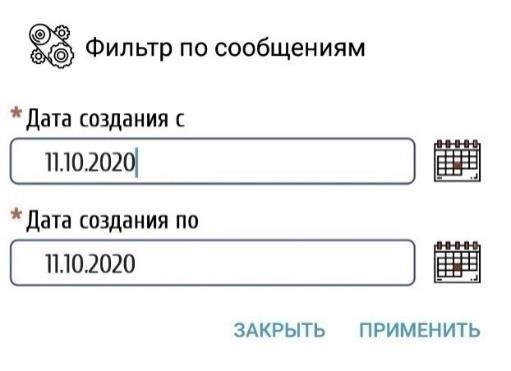 Фильтр по сообщениям
* Дата создания с
11.10.2020
* Дата создания по
11.10.2020
ЗАКРЫТЬ ПРИМЕНИТЬ